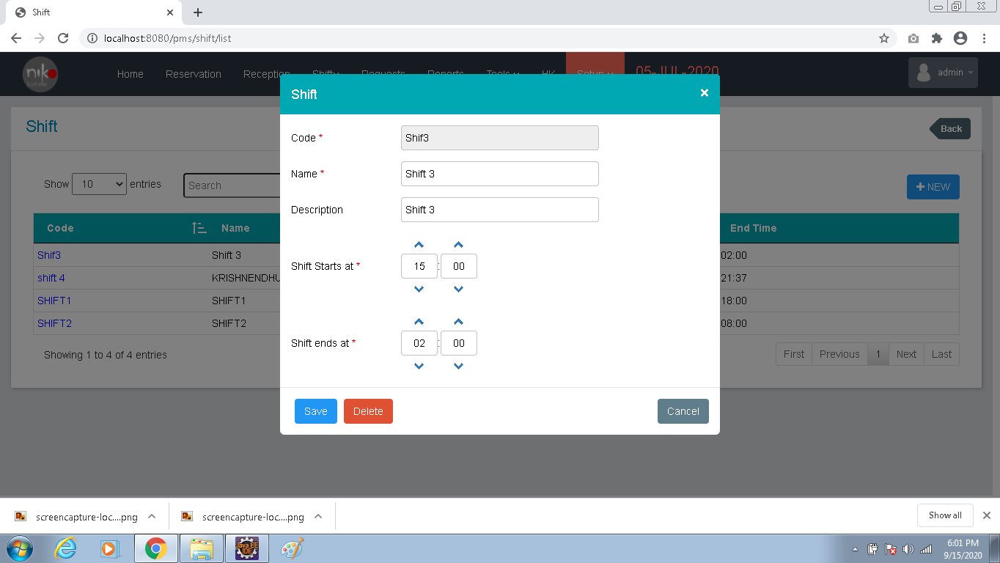 Shift
localhost:8080/pms/shift/list
niko
Home Reservation Reception Shifty Requests Reports Tools HK Setup 05-JUL-2020 admin
Shift
Shift
Back
Code *
Shif3
Name *
Shift 3
Description
Shift 3
Show 10 entries Search
+ NEW
Code Name End Time
Shif3 Shift 3 02:00
shift 4 KRISHNENDHU 21:37
SHIFT1 SHIFT1 18:00
SHIFT2 SHIFT2 08:00
Shift Starts at * 15 : 00
Shift ends at * 02 : 00
Showing 1 to 4 of 4 entries
First Previous 1 Next Last
Save Delete Cancel
screencapture-loc....png screencapture-loc....png Show all
Java EE
IDE
6:01 PM
9/15/2020